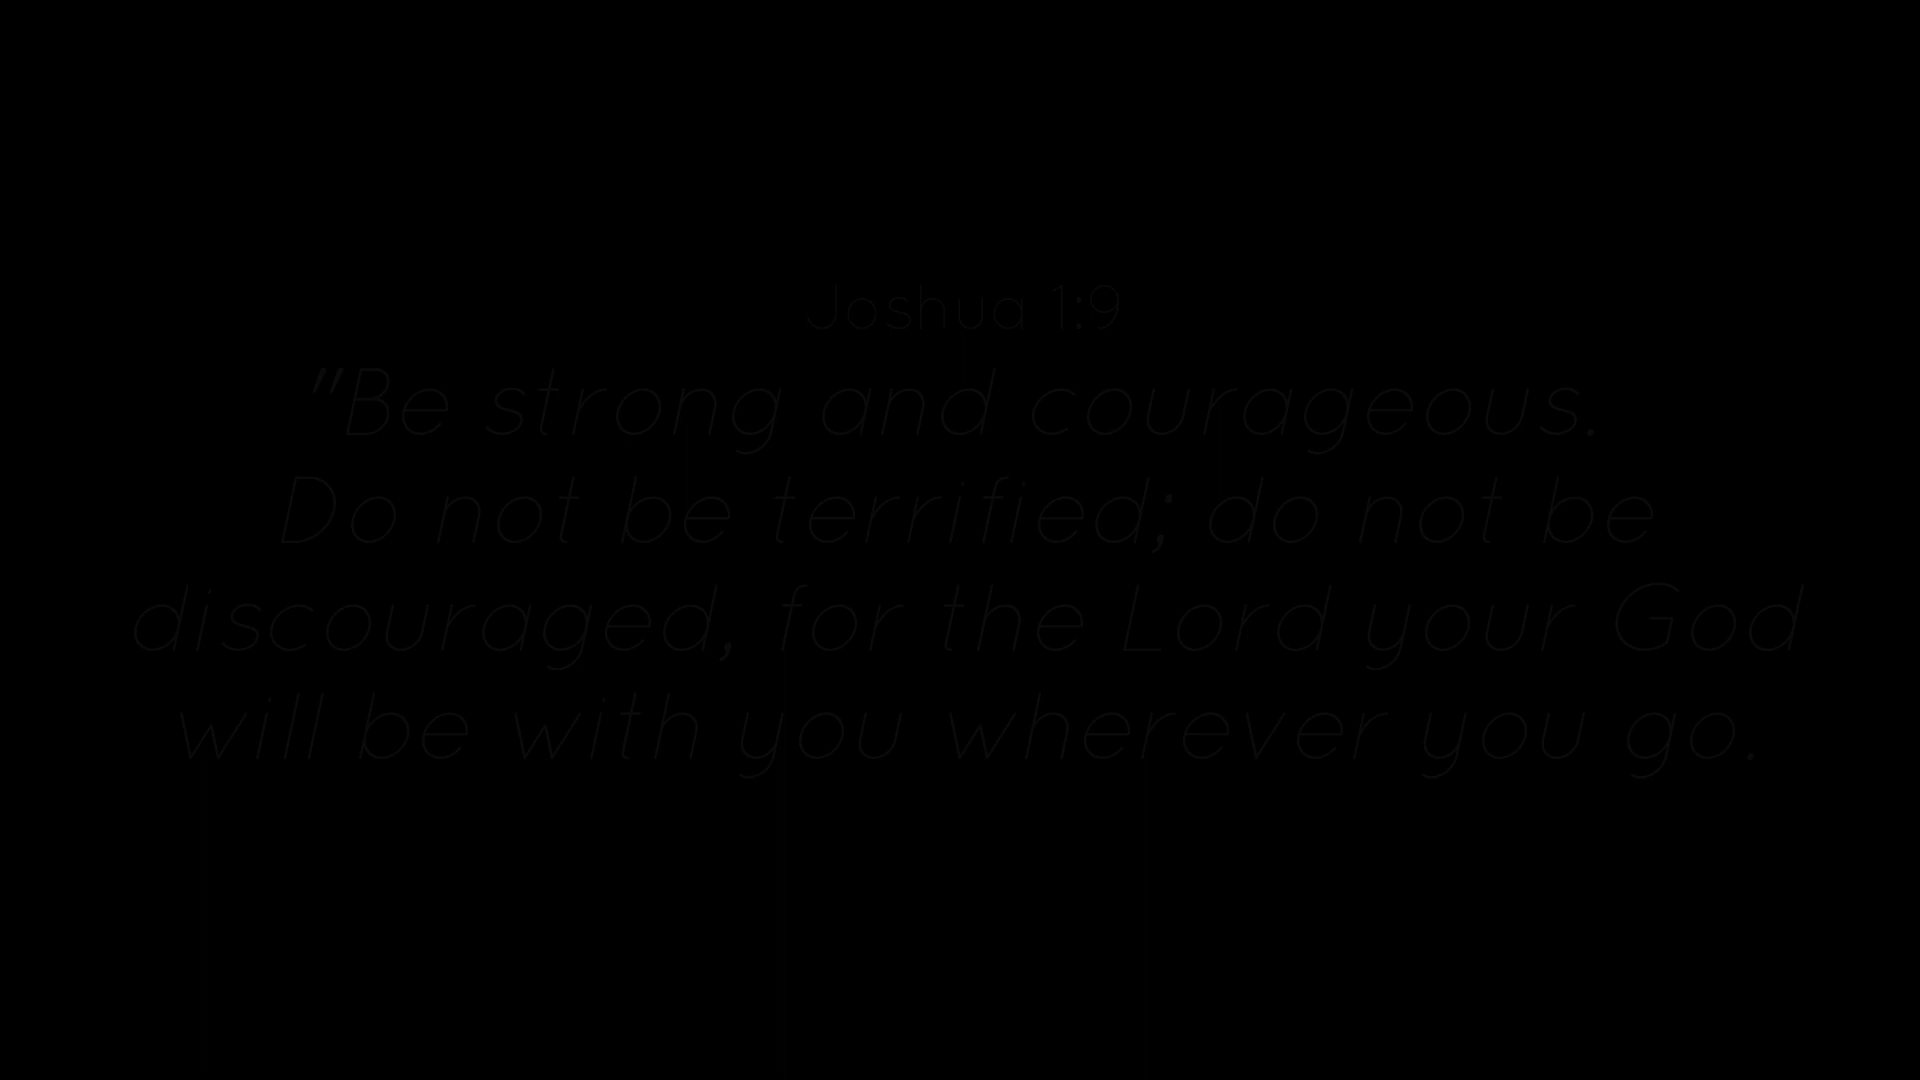 Joshua 1:9
"Be strong and courageous.
Do not be terrified; do not be
discouraged, for the Lord your God
will be with you wherever you go.